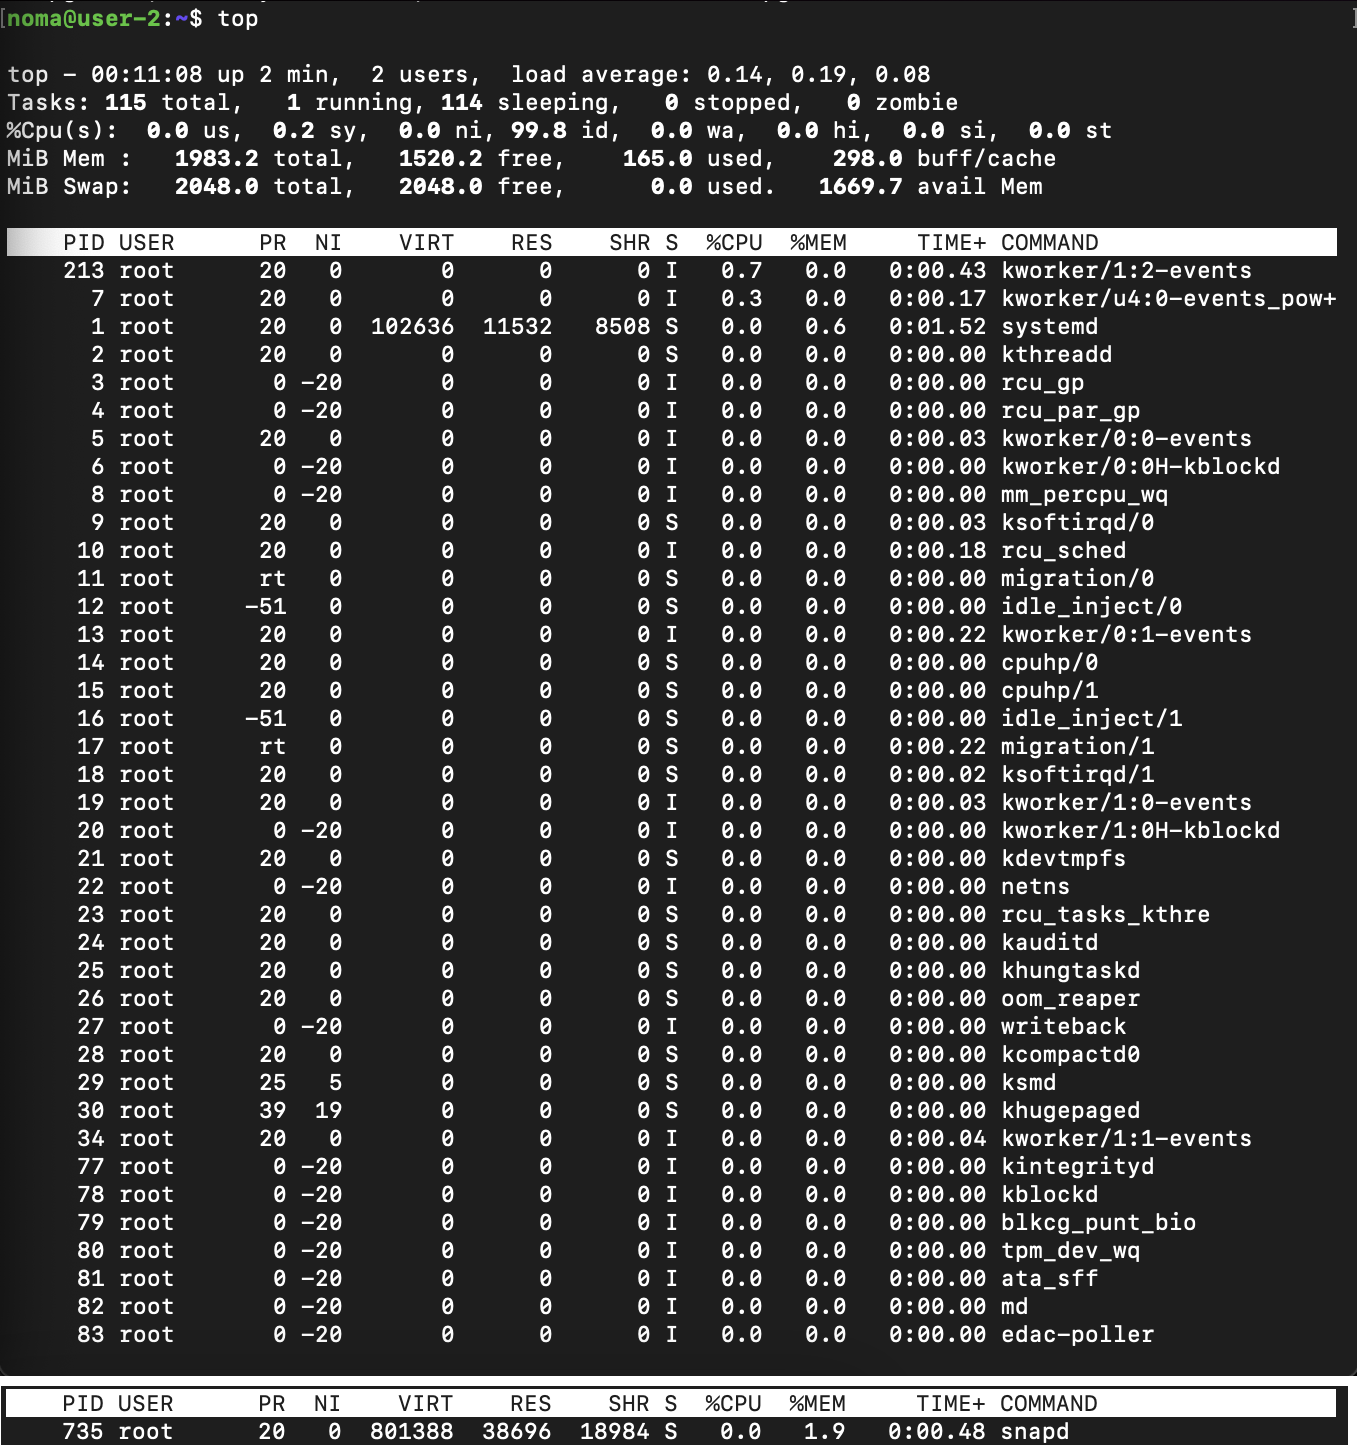 [noma@user-2:~$ top ]
top - 00:11:08 up 2 min,  2 users,  load average: 0.14, 0.19, 0.08
Tasks: 115 total,   1 running, 114 sleeping,   0 stopped,   0 zombie
%Cpu(s):  0.0 us,  0.2 sy,  0.0 ni, 99.8 id,  0.0 wa,  0.0 hi,  0.0 si,  0.0 st
MiB Mem :   1983.2 total,   1520.2 free,    165.0 used,    298.0 buff/cache
MiB Swap:   2048.0 total,   2048.0 free,      0.0 used.   1669.7 avail Mem
PID USER PR NI VIRT RES SHR S %CPU %MEM TIME+ COMMAND
213 root 20 0 0 0 0 I 0.7 0.0 0:00.43 kworker/1:2-events
7 root 20 0 0 0 0 I 0.3 0.0 0:00.17 kworker/u4:0-events_pow+
1 root 20 0 102636 11532 8508 S 0.0 0.6 0:01.52 systemd
2 root 20 0 0 0 0 S 0.0 0.0 0:00.00 kthreadd
3 root 0 -20 0 0 0 I 0.0 0.0 0:00.00 rcu_gp
4 root 0 -20 0 0 0 I 0.0 0.0 0:00.00 rcu_par_gp
5 root 20 0 0 0 0 I 0.0 0.0 0:00.03 kworker/0:0-events
6 root 0 -20 0 0 0 I 0.0 0.0 0:00.00 kworker/0:0H-kblockd
8 root 0 -20 0 0 0 I 0.0 0.0 0:00.00 mm_percpu_wq
9 root 20 0 0 0 0 S 0.0 0.0 0:00.03 ksoftirqd/0
10 root 20 0 0 0 0 I 0.0 0.0 0:00.18 rcu_sched
11 root rt 0 0 0 0 S 0.0 0.0 0:00.00 migration/0
12 root -51 0 0 0 0 S 0.0 0.0 0:00.00 idle_inject/0
13 root 20 0 0 0 0 I 0.0 0.0 0:00.22 kworker/0:1-events
14 root 20 0 0 0 0 S 0.0 0.0 0:00.00 cpuhp/0
15 root 20 0 0 0 0 S 0.0 0.0 0:00.00 cpuhp/1
16 root -51 0 0 0 0 S 0.0 0.0 0:00.00 idle_inject/1
17 root rt 0 0 0 0 S 0.0 0.0 0:00.22 migration/1
18 root 20 0 0 0 0 S 0.0 0.0 0:00.02 ksoftirqd/1
19 root 20 0 0 0 0 I 0.0 0.0 0:00.03 kworker/1:0-events
20 root 0 -20 0 0 0 I 0.0 0.0 0:00.00 kworker/1:0H-kblockd
21 root 20 0 0 0 0 S 0.0 0.0 0:00.00 kdevtmpfs
22 root 0 -20 0 0 0 I 0.0 0.0 0:00.00 netns
23 root 20 0 0 0 0 S 0.0 0.0 0:00.00 rcu_tasks_kthre
24 root 20 0 0 0 0 S 0.0 0.0 0:00.00 kauditd
25 root 20 0 0 0 0 S 0.0 0.0 0:00.00 khungtaskd
26 root 20 0 0 0 0 S 0.0 0.0 0:00.00 oom_reaper
27 root 0 -20 0 0 0 I 0.0 0.0 0:00.00 writeback
28 root 20 0 0 0 0 S 0.0 0.0 0:00.00 kcompactd0
29 root 25 5 0 0 0 S 0.0 0.0 0:00.00 ksmd
30 root 39 19 0 0 0 S 0.0 0.0 0:00.00 khugepaged
34 root 20 0 0 0 0 I 0.0 0.0 0:00.04 kworker/1:1-events
77 root 0 -20 0 0 0 I 0.0 0.0 0:00.00 kintegrityd
78 root 0 -20 0 0 0 I 0.0 0.0 0:00.00 kblockd
79 root 0 -20 0 0 0 I 0.0 0.0 0:00.00 blkcg_punt_bio
80 root 0 -20 0 0 0 I 0.0 0.0 0:00.00 tpm_dev_wq
81 root 0 -20 0 0 0 I 0.0 0.0 0:00.00 ata_sff
82 root 0 -20 0 0 0 I 0.0 0.0 0:00.00 md
83 root 0 -20 0 0 0 I 0.0 0.0 0:00.00 edac-poller
PID USER PR NI VIRT RES SHR S %CPU %MEM TIME+ COMMAND
735 root 20 0 801388 38696 18984 S 0.0 1.9 0:00.48 snapd